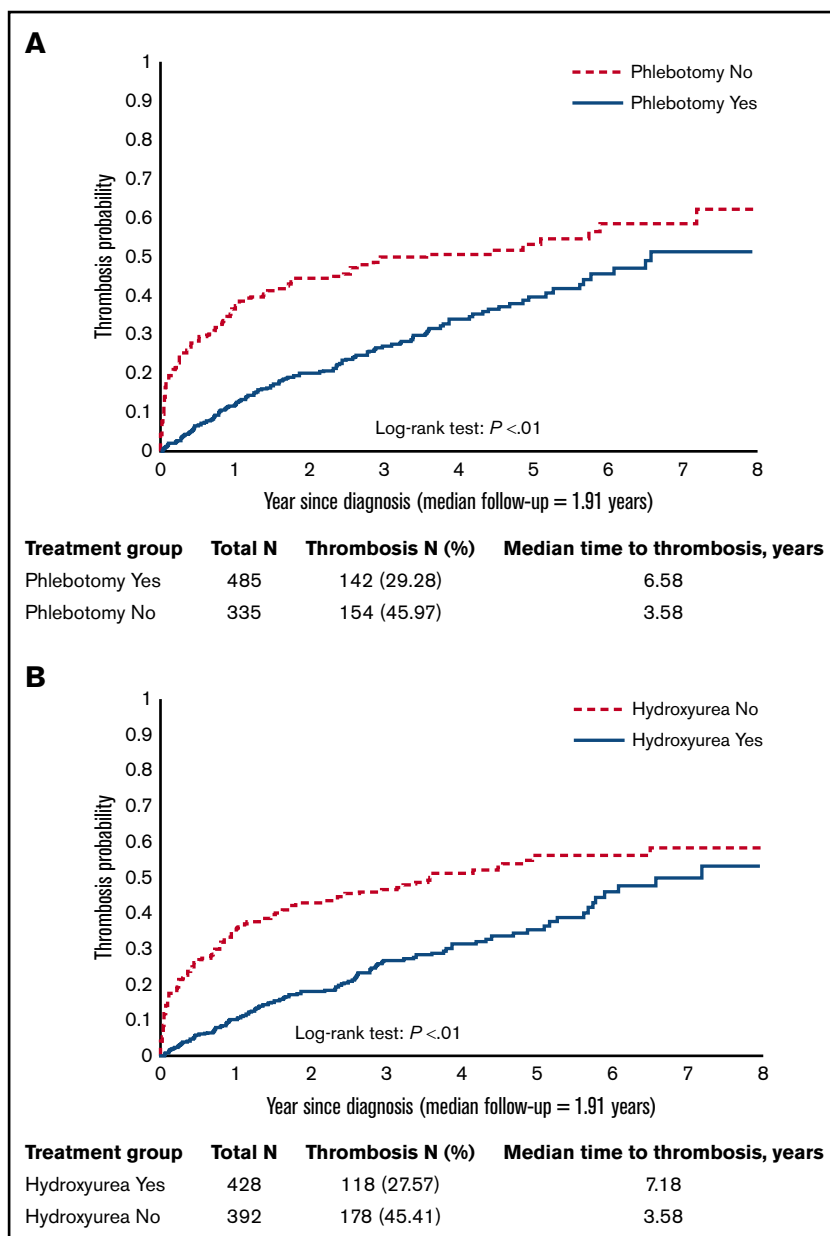 A
1
0.9
0.8
0.7
0.6
0.5
0.4
0.3
0.2
0.1
0
Thrombosis probability
Phlebotomy No
Phlebotomy Yes
Log-rank test: P <.01
0 1 2 3 4 5 6 7 8
Year since diagnosis (median follow-up = 1.91 years)
Treatment group Total N Thrombosis N (%) Median time to thrombosis, years
Phlebotomy Yes 485 142 (29.28) 6.58
Phlebotomy No 335 154 (45.97) 3.58
B
1
0.9
0.8
0.7
0.6
0.5
0.4
0.3
0.2
0.1
0
Thrombosis probability
Hydroxyurea No
Hydroxyurea Yes
Log-rank test: P <.01
0 1 2 3 4 5 6 7 8
Year since diagnosis (median follow-up = 1.91 years)
Treatment group Total N Thrombosis N (%) Median time to thrombosis, years
Hydroxyurea Yes 428 118 (27.57) 7.18
Hydroxyurea No 392 178 (45.41) 3.58